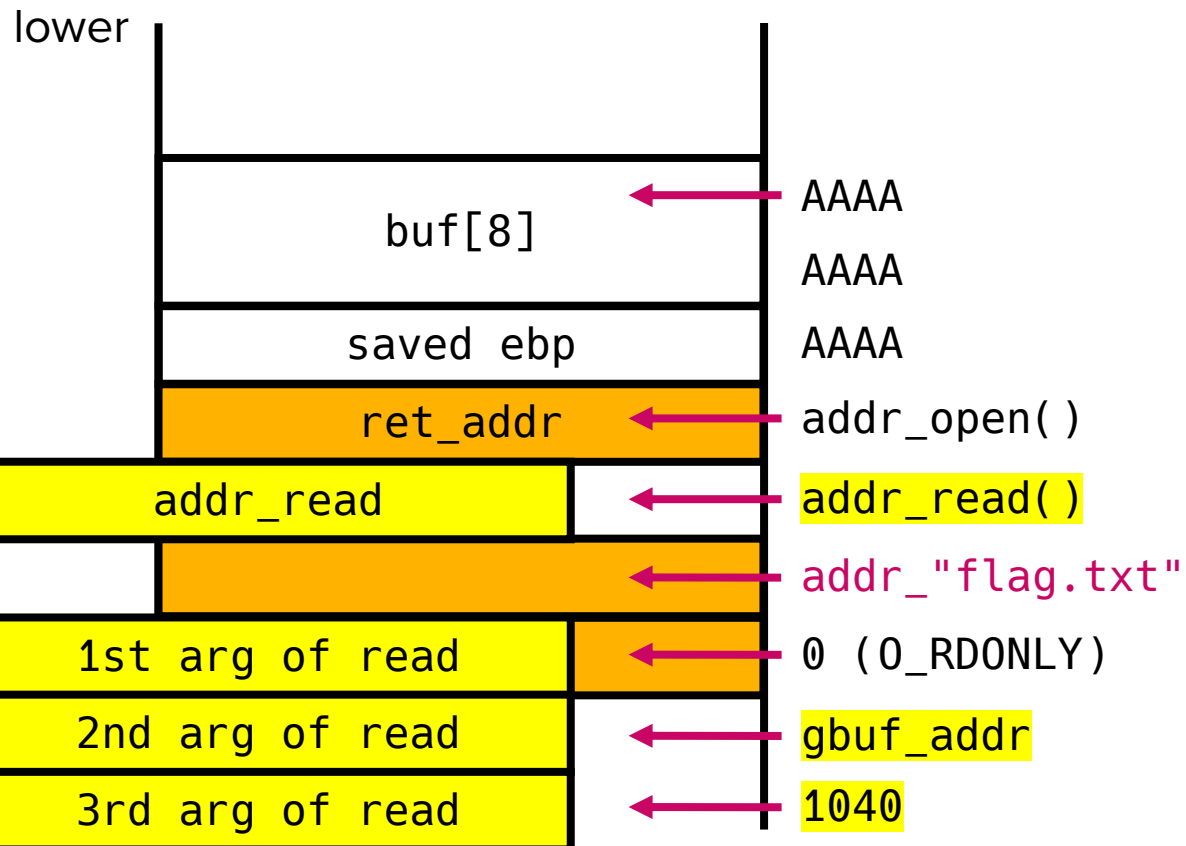 lower
buf[8]
AAAA
AAAA
saved ebp
AAAA
ret_addr
addr_open()
addr_read
addr_read()
addr_"flag.txt"
1st arg of read
0 (O_RDONLY)
2nd arg of read
gbuf_addr
3rd arg of read
1040